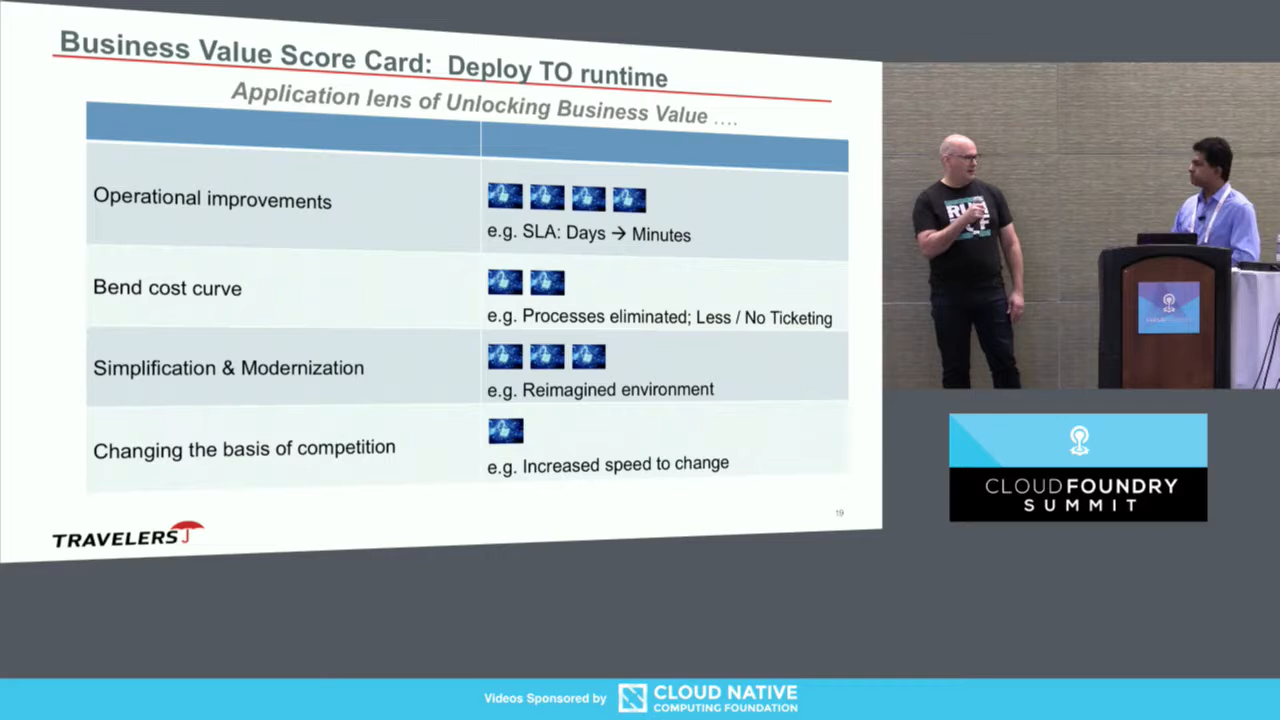 Business Value Score Card: Deploy TO runtime
Application lens of Unlocking Business Value ....
Operational improvements
e.g. SLA: Days → Minutes
Bend cost curve
e.g. Processes eliminated; Less / No Ticketing
Simplification & Modernization
e.g. Reimagined environment
Changing the basis of competition
e.g. Increased speed to change
19
TRAVELERS
RUN
CLOUDFOUNDRY
SUMMIT
Videos Sponsored by
CLOUD NATIVE
COMPUTING FOUNDATION